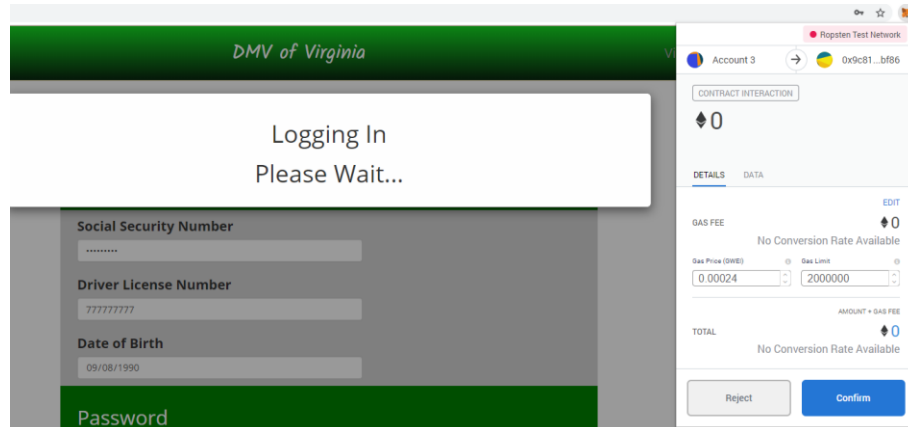 DMV of Virginia
Logging In
Please Wait...
Social Security Number
•••••••••
Driver License Number
777777777
Date of Birth
09/08/1990
Password
Ropsten Test Network
Account 3
0x9c81...bf86
CONTRACT INTERACTION
0
DETAILS DATA
EDIT
GAS FEE 0
No Conversion Rate Available
Gas Price (GWEI) Gas Limit
0.00024 2000000
AMOUNT + GAS FEE
TOTAL 0
No Conversion Rate Available
Reject Confirm